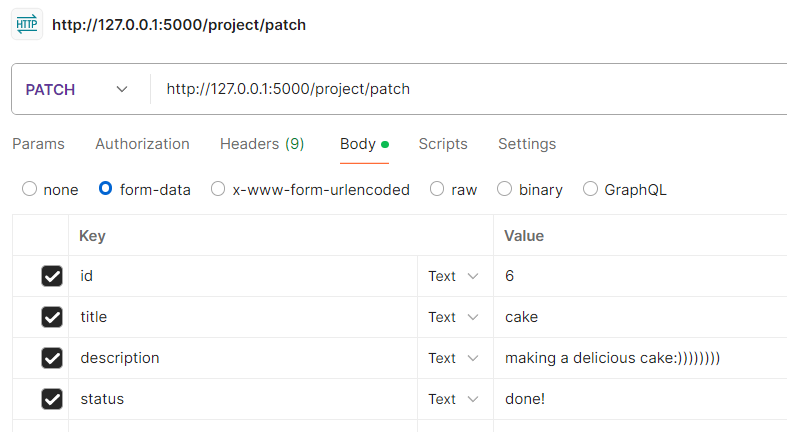 HTTP http://127.0.0.1:5000/project/patch
PATCH http://127.0.0.1:5000/project/patch
Params Authorization Headers (9) Body Scripts Settings
none form-data x-www-form-urlencoded raw binary GraphQL
Key Value
id Text 6
title Text cake
description Text making a delicious cake:))))))))
status Text done!